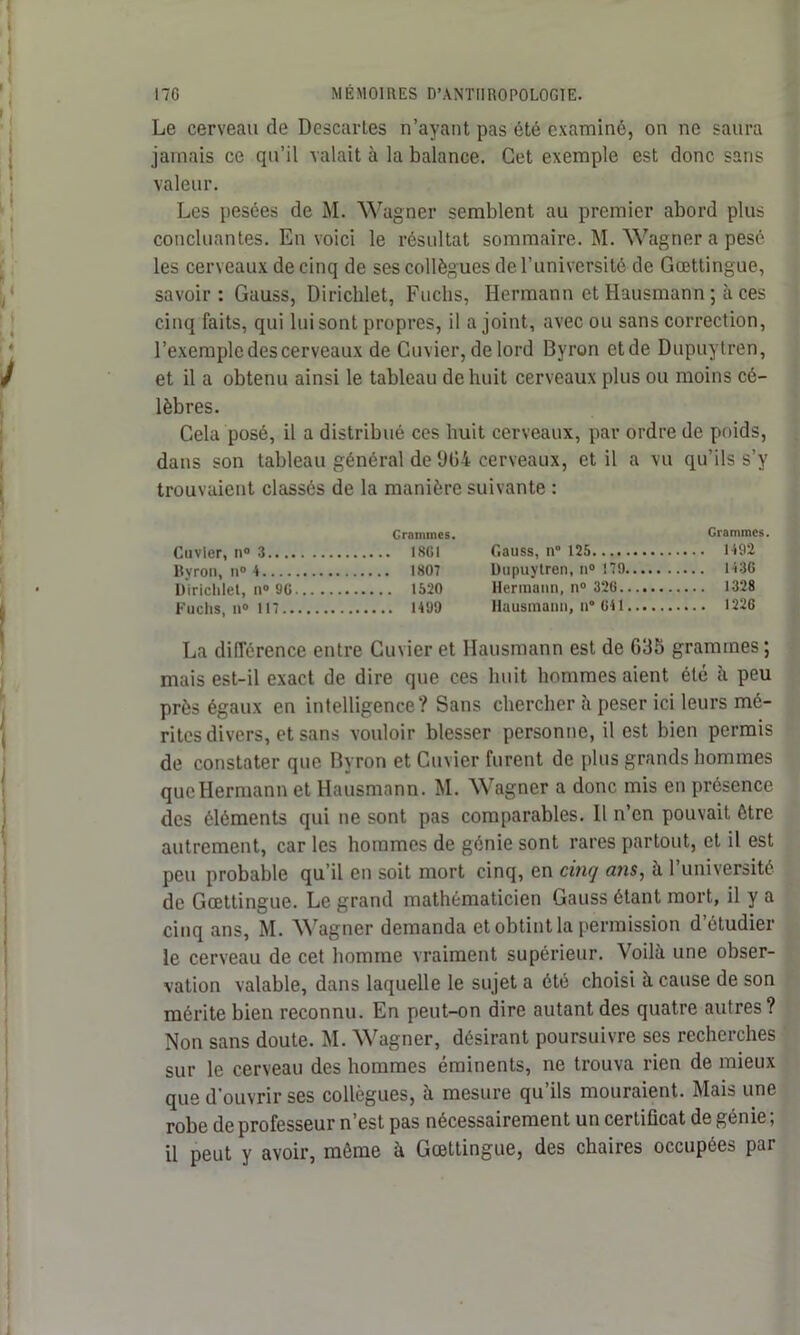 176 MÉMOIRES D'ANTHROPOLOGIE.
Le cerveau de Descartes n'ayant pas été examiné, on ne saura
jamais ce qu'il valait à la balance. Cet exemple est donc sans
valeur.
Les pesées de M. Wagner semblent au premier abord plus
concluantes. En voici le résultat sommaire. M. Wagner a pesé
les cerveaux de cinq de ses collègues de l'université de Gœttingue,
savoir : Gauss, Dirichlet, Fuchs, Hermann et Hausmann ; à ces
cinq faits, qui lui sont propres, il a joint, avec ou sans correction,
l'exemple des cerveaux de Cuvier, de lord Byron et de Dupuytren,
et il a obtenu ainsi le tableau de huit cerveaux plus ou moins cé-
lèbres.
Cela posé, il a distribué ces huit cerveaux, par ordre de poids,
dans son tableau général de 964 cerveaux, et il a vu qu'ils s'y
trouvaient classés de la manière suivante :
Grammes. Grammes.
Cuvier, n° 3.............. 1861 Gauss, n° 125............. 1492
Byron, n° 4............... 1807 Dupuytren, n° 179.......... 1436
Dirichlet, n° 96............ 1520 Hermann, n° 326........... 1328
Fuchs, n° 117............. 1499 Hausmann, n° 641.......... 1226
La différence entre Cuvier et Hausmann est de 635 grammes ;
mais est-il exact de dire que ces huit hommes aient été à peu
près égaux en intelligence ? Sans chercher à peser ici leurs mé-
rites divers, et sans vouloir blesser personne, il est bien permis
de constater que Byron et Cuvier furent de plus grands hommes
que Hermann et Hausmann. M. Wagner a donc mis en présence
des éléments qui ne sont pas comparables. Il n'en pouvait être
autrement, car les hommes de génie sont rares partout, et il est
peu probable qu'il en soit mort cinq, en cinq ans, à l'université
de Gœttingue. Le grand mathématicien Gauss étant mort, il y a
cinq ans, M. Wagner demanda et obtint la permission d'étudier
le cerveau de cet homme vraiment supérieur. Voilà une obser-
vation valable, dans laquelle le sujet a été choisi à cause de son
mérite bien reconnu. En peut-on dire autant des quatre autres ?
Non sans doute. M. Wagner, désirant poursuivre ses recherches
sur le cerveau des hommes éminents, ne trouva rien de mieux
que d'ouvrir ses collègues, à mesure qu'ils mouraient. Mais une
robe de professeur n'est pas nécessairement un certificat de génie ;
il peut y avoir, même à Gœttingue, des chaires occupées par